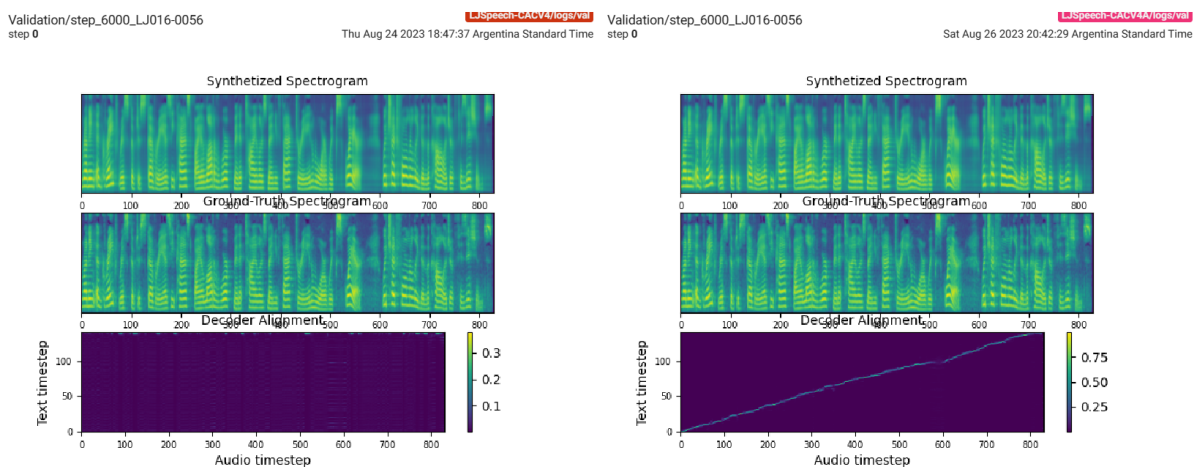 Validation/step_6000_LJ016-0056
LJSpeech-CACV4/logs/val
step 0
Thu Aug 24 2023 18:47:37 Argentina Standard Time
Synthetized Spectrogram
0 100 200 300 400 500 600 700 800
Ground-Truth Spectrogram
0 100 200 300 400 500 600 700 800
Decoder Alignment
Text timestep
100
50
0
0 100 200 300 400 500 600 700 800
Audio timestep
0.3
0.2
0.1
Validation/step_6000_LJ016-0056
LJSpeech-CACV4A/logs/val
step 0
Sat Aug 26 2023 20:42:29 Argentina Standard Time
Synthetized Spectrogram
0 100 200 300 400 500 600 700 800
Ground-Truth Spectrogram
0 100 200 300 400 500 600 700 800
Decoder Alignment
Text timestep
100
50
0
0 100 200 300 400 500 600 700 800
Audio timestep
0.75
0.50
0.25